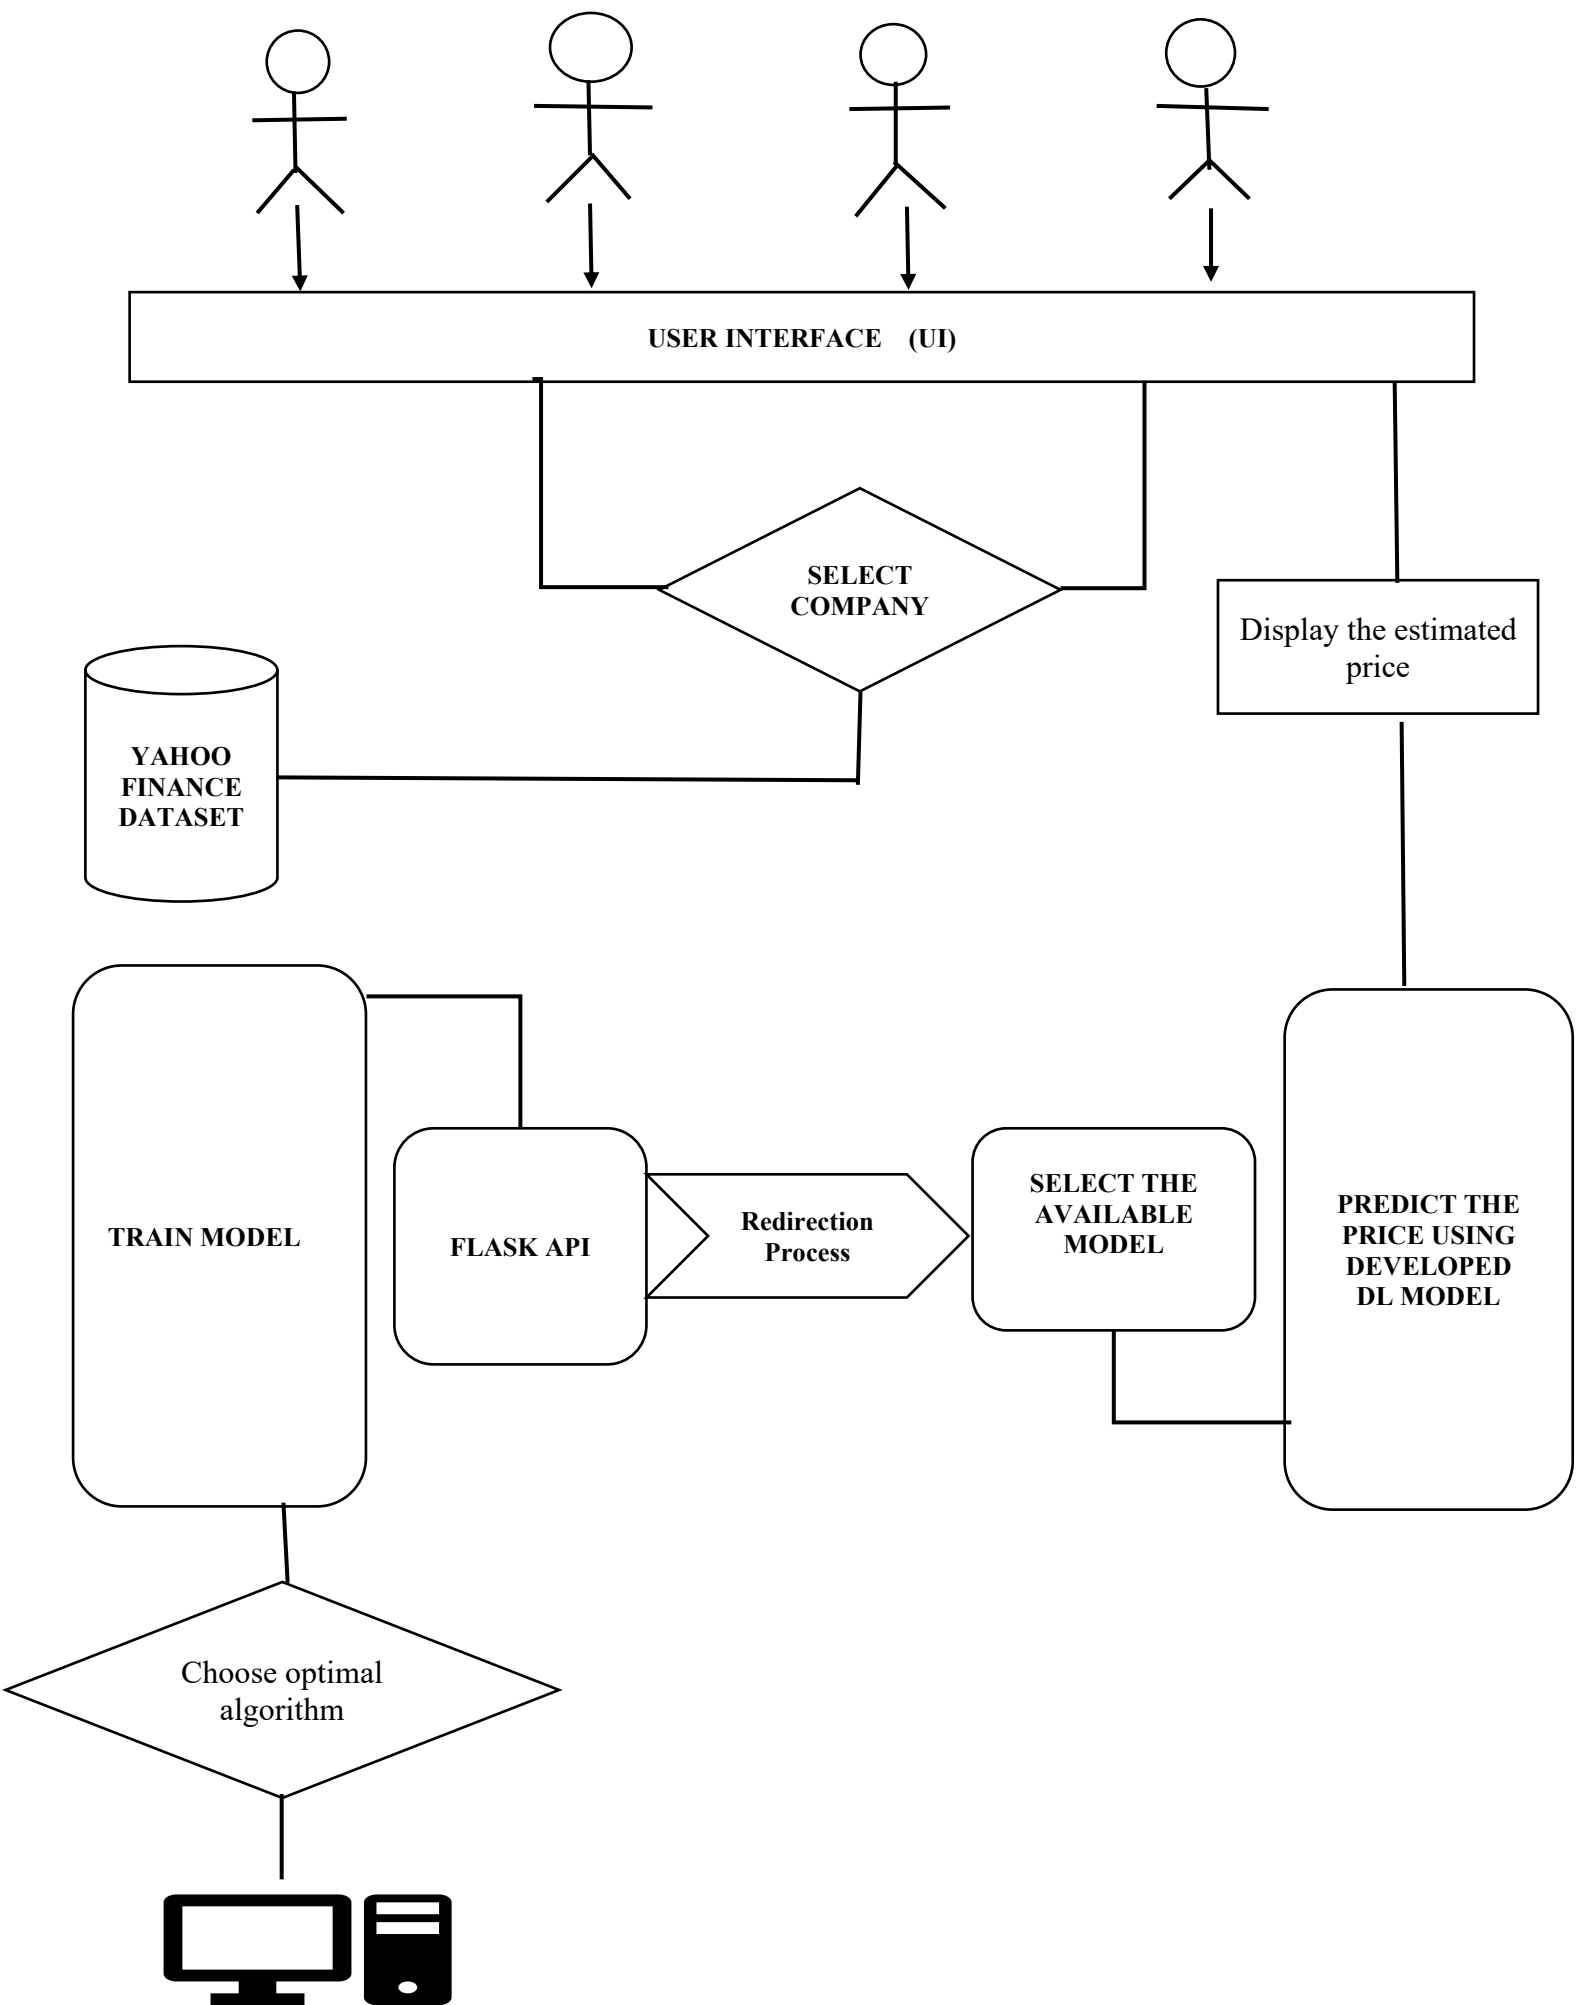 USER INTERFACE (UI)
SELECT
COMPANY
Display the estimated
price
YAHOO
FINANCE
DATASET
TRAIN MODEL
FLASK API
Redirection
Process
SELECT THE
AVAILABLE
MODEL
PREDICT THE
PRICE USING
DEVELOPED
DL MODEL
Choose optimal
algorithm